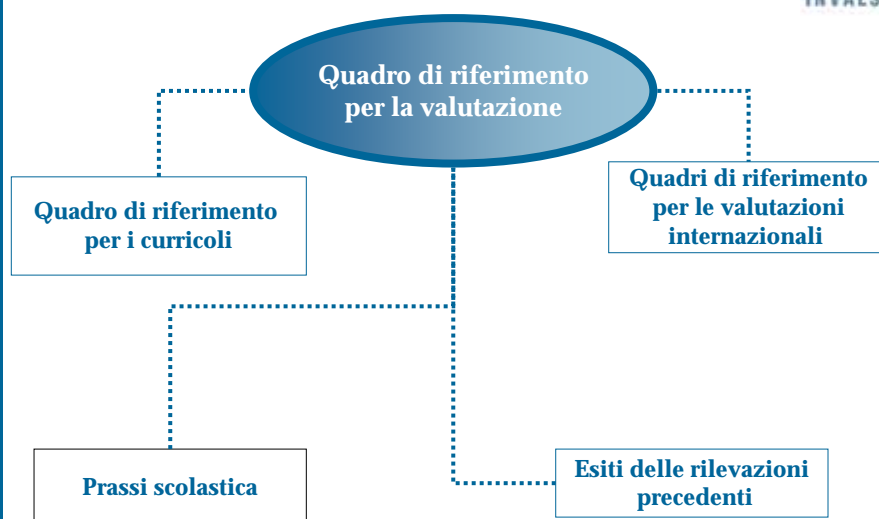 Quadro di riferimento
per la valutazione
Quadro di riferimento
per i curricoli
Quadri di riferimento
per le valutazioni
internazionali
Prassi scolastica
Esiti delle rilevazioni
precedenti